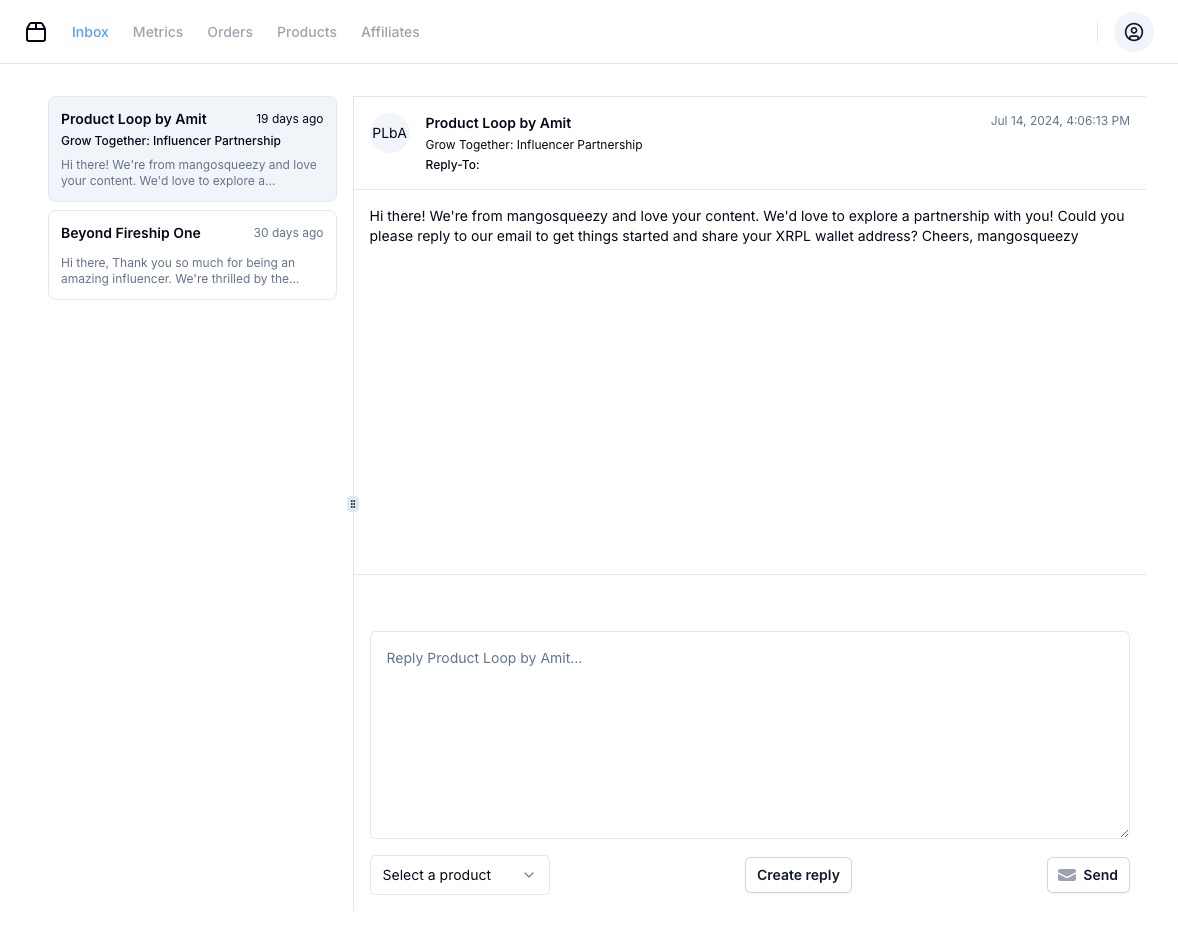 Inbox Metrics Orders Products Affiliates
Product Loop by Amit 19 days ago
Grow Together: Influencer Partnership
Hi there! We're from mangosqueezy and love
your content. We'd love to explore a...
Beyond Fireship One 30 days ago
Hi there, Thank you so much for being an
amazing influencer. We're thrilled by the...
PLbA
Product Loop by Amit
Jul 14, 2024, 4:06:13 PM
Grow Together: Influencer Partnership
Reply-To:
Hi there! We're from mangosqueezy and love your content. We'd love to explore a partnership with you! Could you
please reply to our email to get things started and share your XRPL wallet address? Cheers, mangosqueezy
Reply Product Loop by Amit...
Select a product Create reply Send